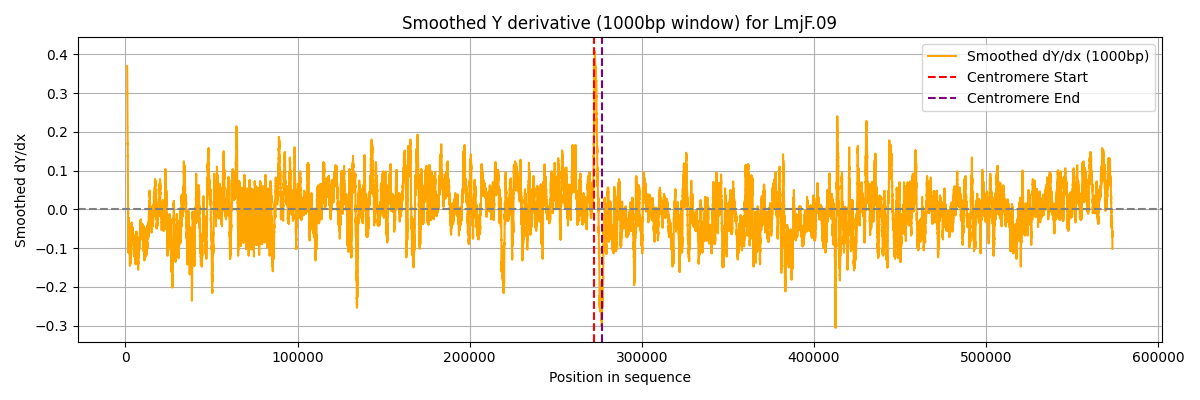 Smoothed Y derivative (1000bp window) for LmjF.09
Smoothed dY/dx
0.4
0.3
0.2
0.1
0.0
−0.1
−0.2
−0.3
Smoothed dY/dx (1000bp)
Centromere Start
Centromere End
0 100000 200000 300000 400000 500000 600000
Position in sequence